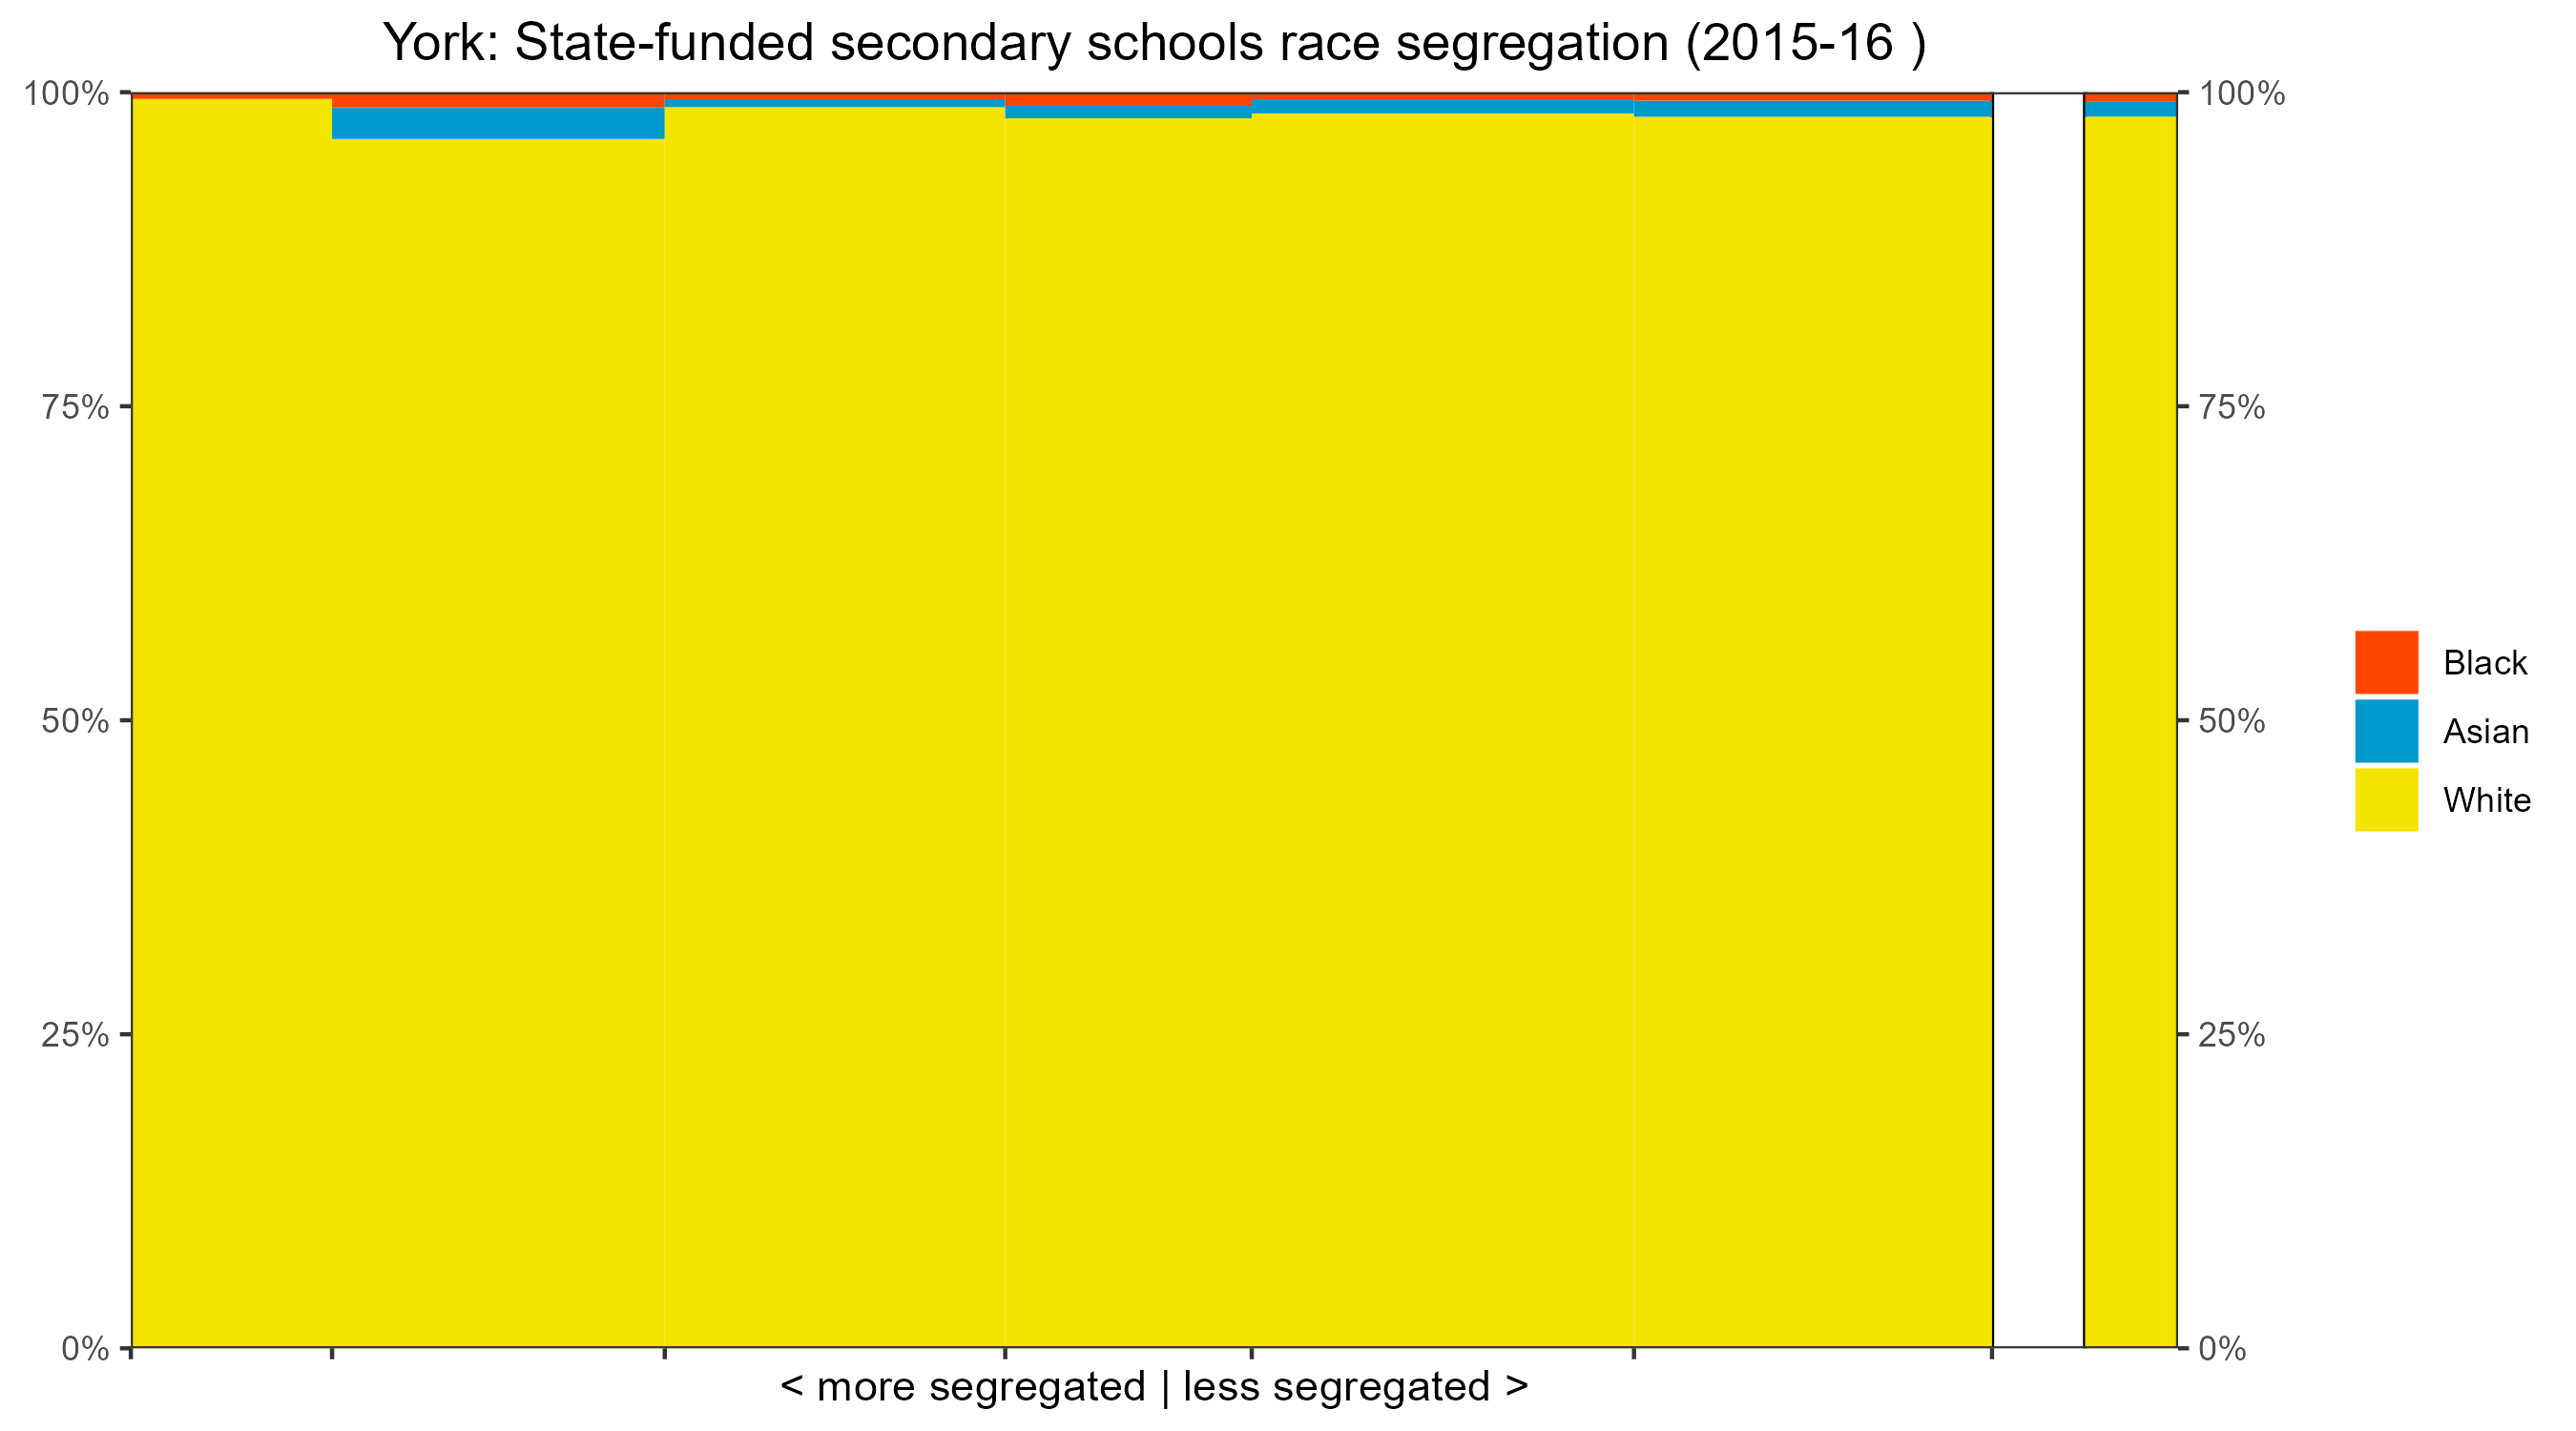 York: State-funded secondary schools race segregation (2015-16 )
100%
75%
50%
25%
0%
100%
75%
50%
25%
0%
Black
Asian
White
< more segregated | less segregated >